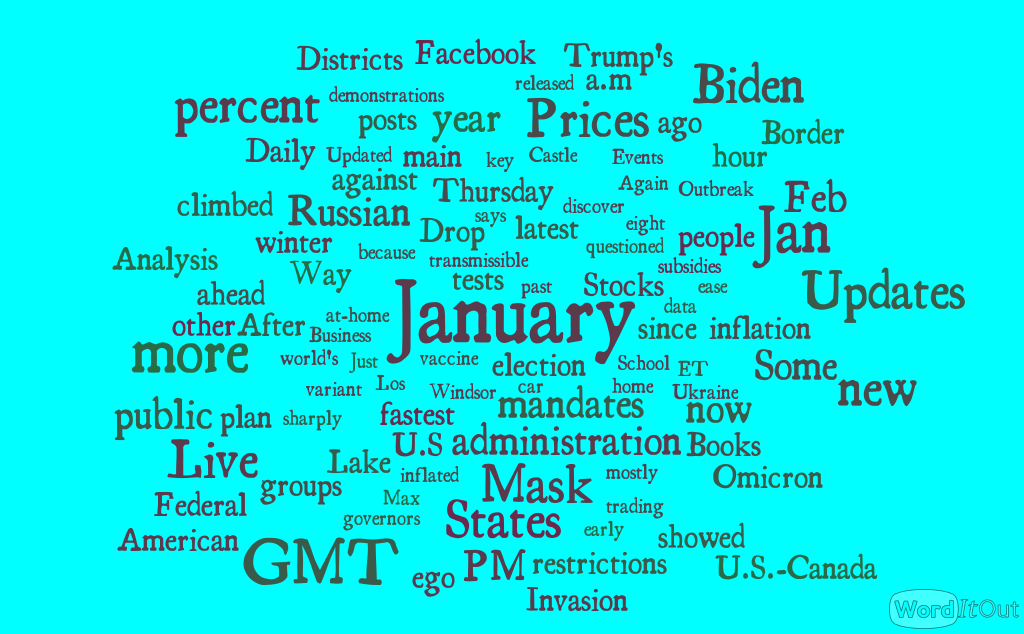 Districts Facebook Trump's
released a.m Biden
percent demonstrations
posts year Prices ago Border
Daily Updated main key Castle Events hour
against Thursday Again Outbreak Feb
climbed Russian says discover
Drop latest eight people Jan
winter because questioned
Analysis Way transmissible subsidies
tests past Stocks ease Updates
ahead January data
other After at-home Business since inflation
more world's Just vaccine election School ET Some
variant Los Windsor car home Ukraine new
public plan sharply fastest mandates now
U.S administration Books
Live Lake inflated Mask mostly Omicron
Federal groups Max trading
governors States early showed
American GMT ego PM restrictions U.S.-Canada
Invasion
WordItOut